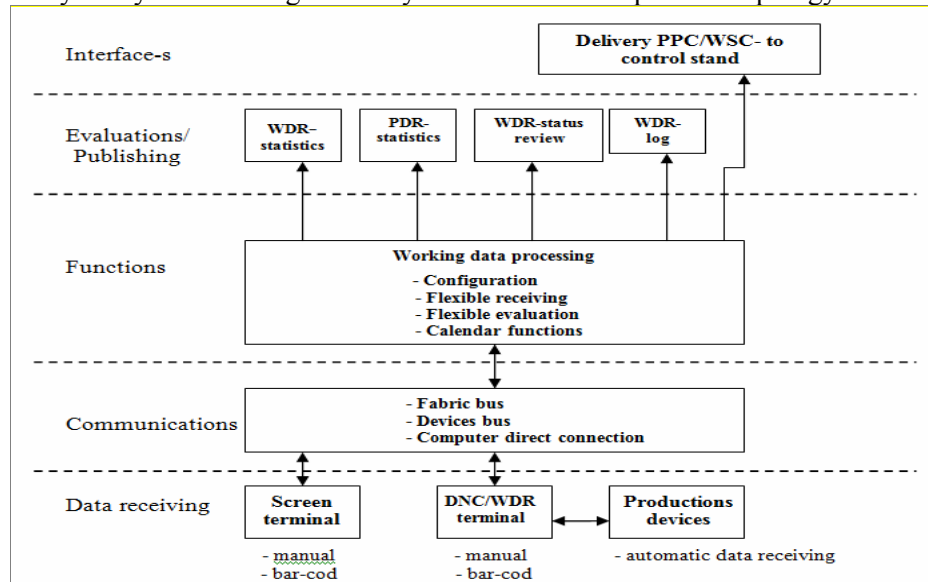 Interface-s
Delivery PPC/WSC- to
control stand
Evaluations/
Publishing
WDR-
statistics
PDR-
statistics
WDR-status
review
WDR-
log
Functions
Working data processing
- Configuration
- Flexible receiving
- Flexible evaluation
- Calendar functions
Communications
- Fabric bus
- Devices bus
- Computer direct connection
Data receiving
Screen
terminal
DNC/WDR
terminal
Productions
devices
- manual
- bar-cod
- manual
- bar-cod
- automatic data receiving